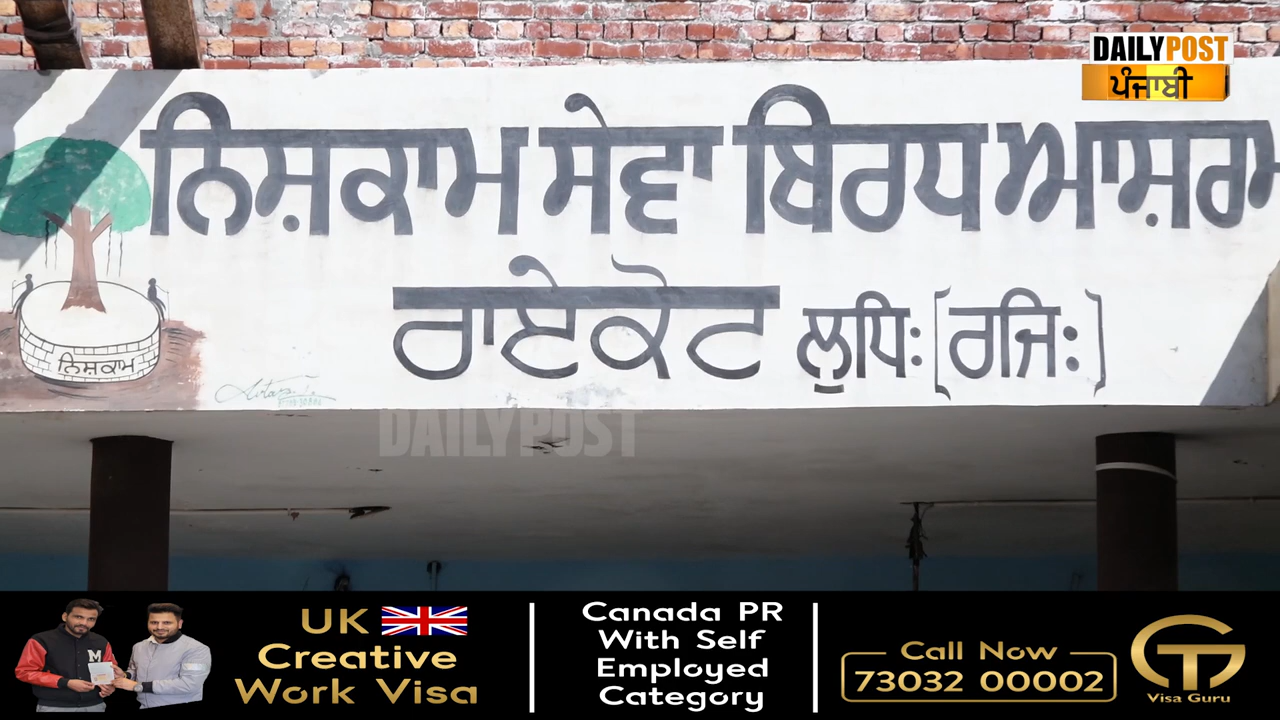 DAILYPOST
ਪੰਜਾਬੀ
ਨਿਸ਼ਕਾਮ ਸੇਵਾ ਬਿਰਧ ਆਸ਼ਰਮ
ਰਾਏਕੋਟ ਲੁਧਿਃ [ਰਜਿਃ]
ਨਿਸ਼ਕਾਮ
DAILYPOST
UK
Creative
Work Visa
Canada PR
With Self
Employed
Category
Call Now
73032 00002
Visa Guru